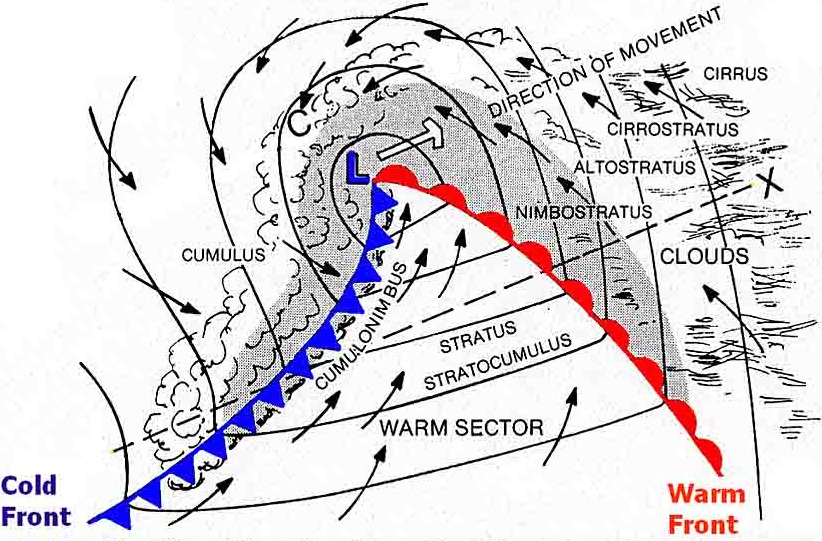 DIRECTION OF MOVEMENT
CIRRUS
C
CIRROSTRATUS
L
ALTOSTRATUS
X
NIMBOSTRATUS
CUMULUS
CLOUDS
CUMULONIMBUS
STRATUS
STRATOCUMULUS
WARM SECTOR
Cold
Front
Warm
Front